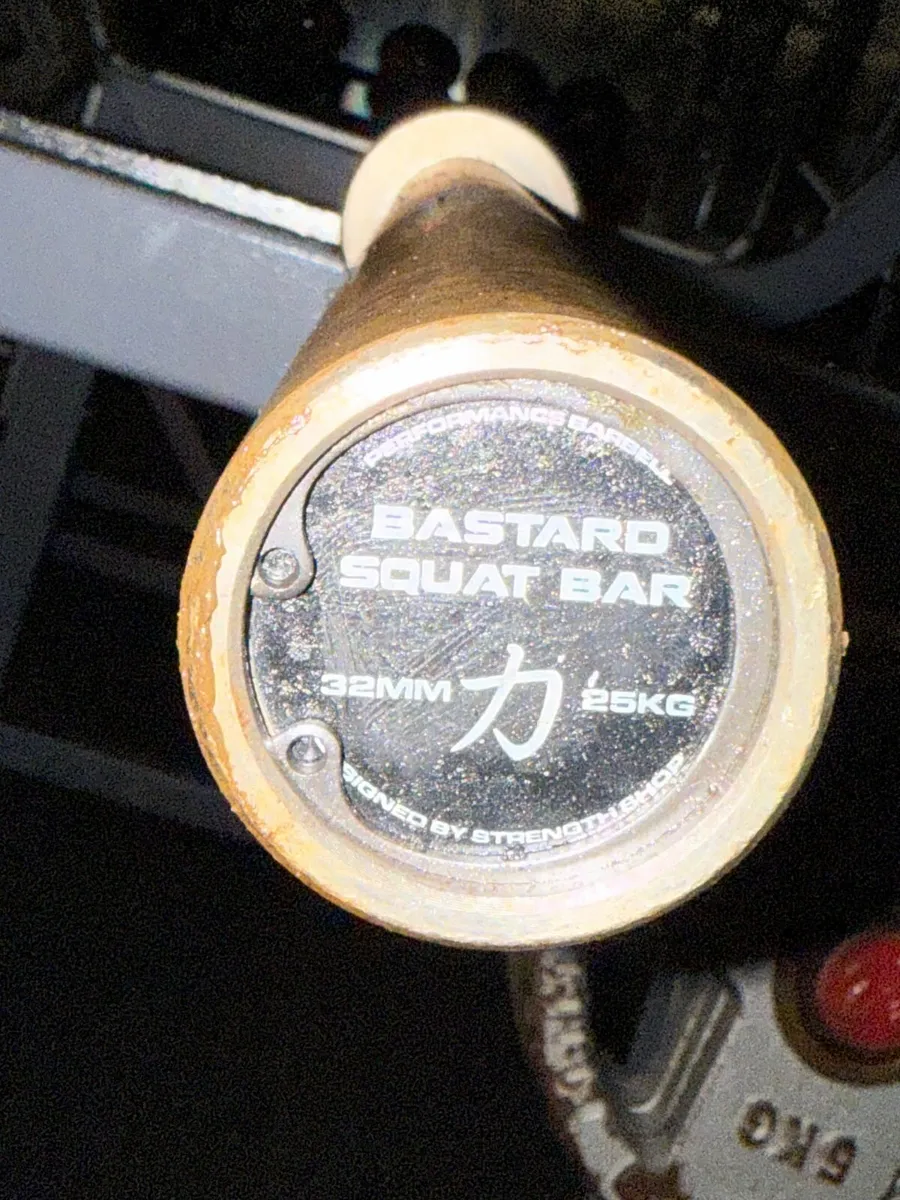 PERFORMANCE BARBELL
BASTARD
SQUAT BAR
32MM 力 25KG
SIGNED BY STRENGTH SHOP
5KG